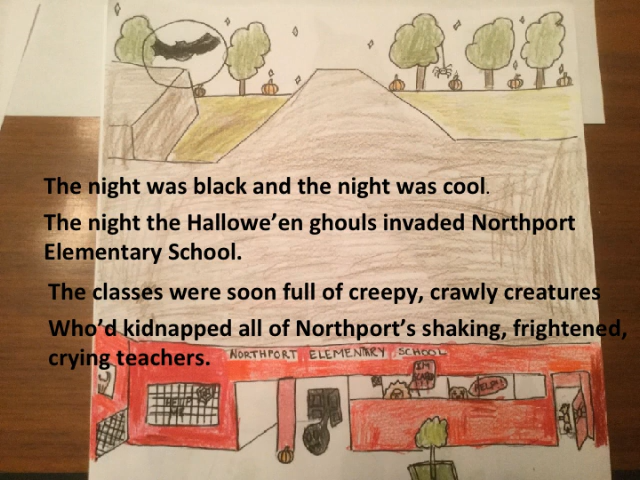 The night was black and the night was cool.
The night the Hallowe'en ghouls invaded Northport
Elementary School.
The classes were soon full of creepy, crawly creatures
Who'd kidnapped all of Northport's shaking, frightened,
crying teachers.
NORTHPORT ELEMENTARY SCHOOL
HELP!
HELP
ME